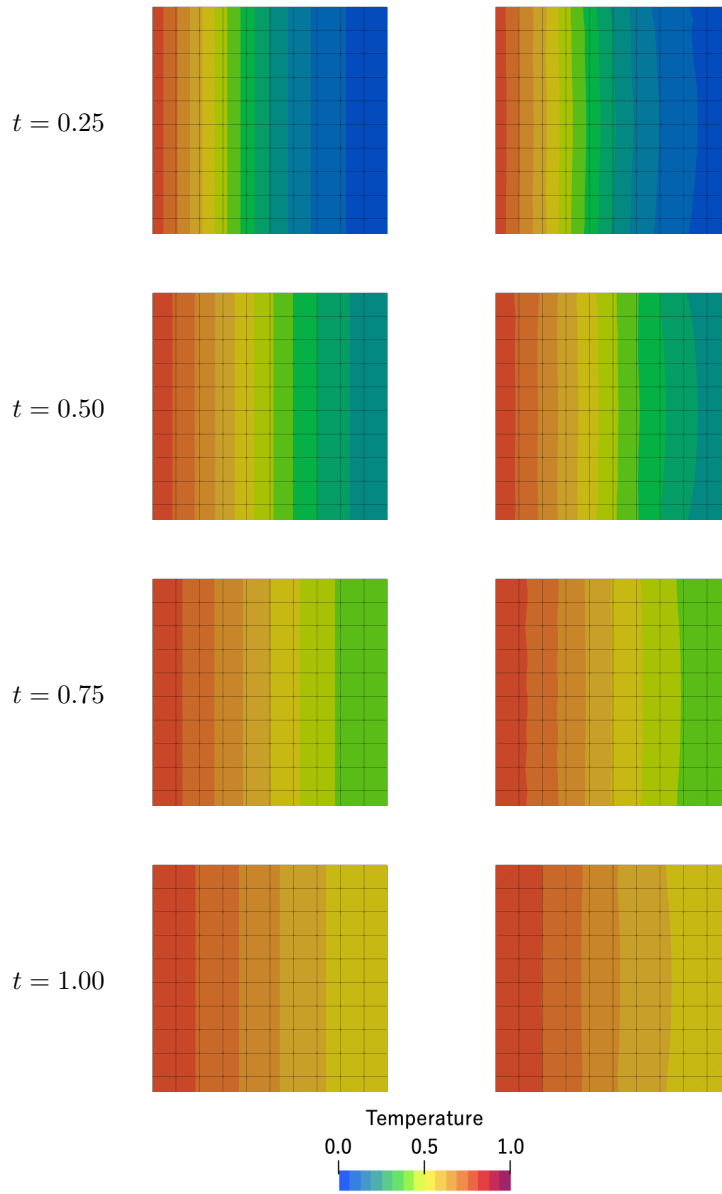 t = 0.25
t = 0.50
t = 0.75
t = 1.00
Temperature
0.0 0.5 1.0